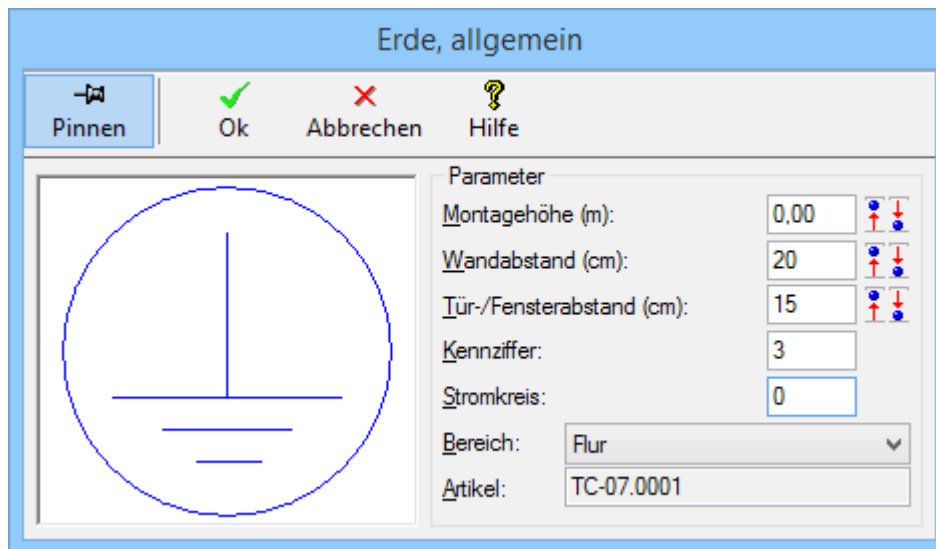 Erde, allgemein
Pinnen Ok Abbrechen Hilfe
Parameter
Montagehöhe (m): 0,00
Wandabstand (cm): 20
Tür-/Fensterabstand (cm): 15
Kennziffer: 3
Stromkreis: 0
Bereich: Flur
Artikel: TC-07.0001